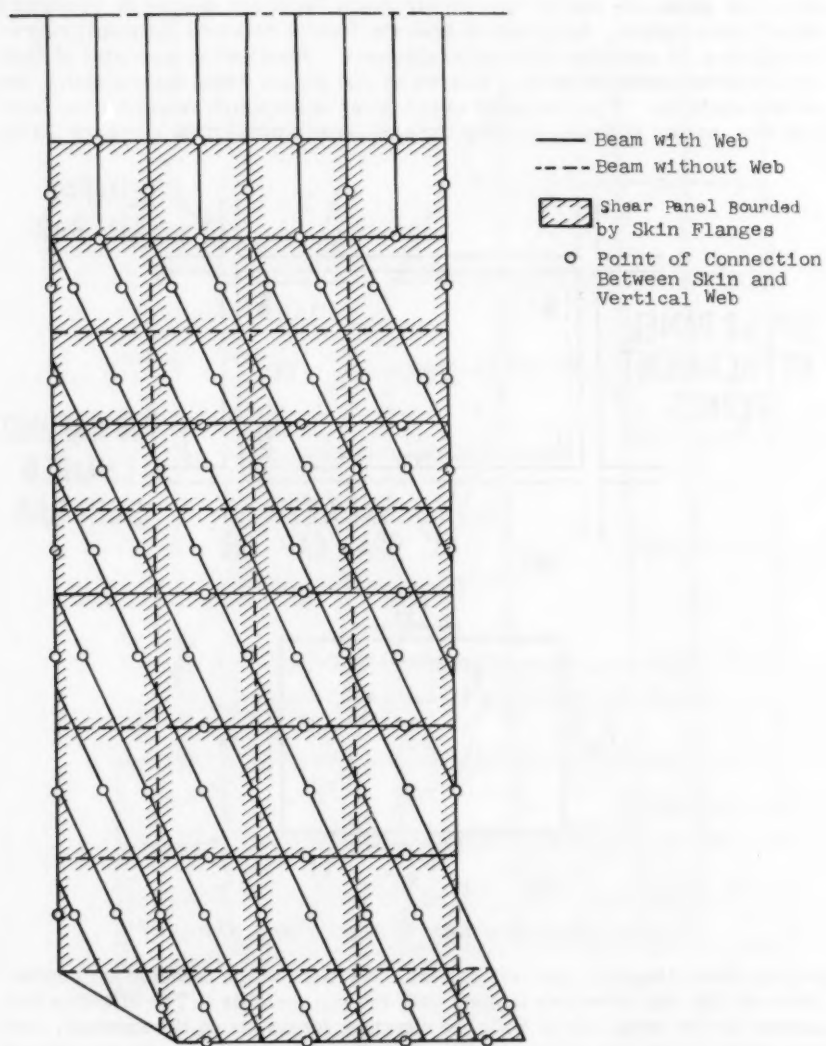 Beam with Web
Beam without Web
Shear Panel Bounded
by Skin Flanges
Point of Connection
Between Skin and
Vertical Web